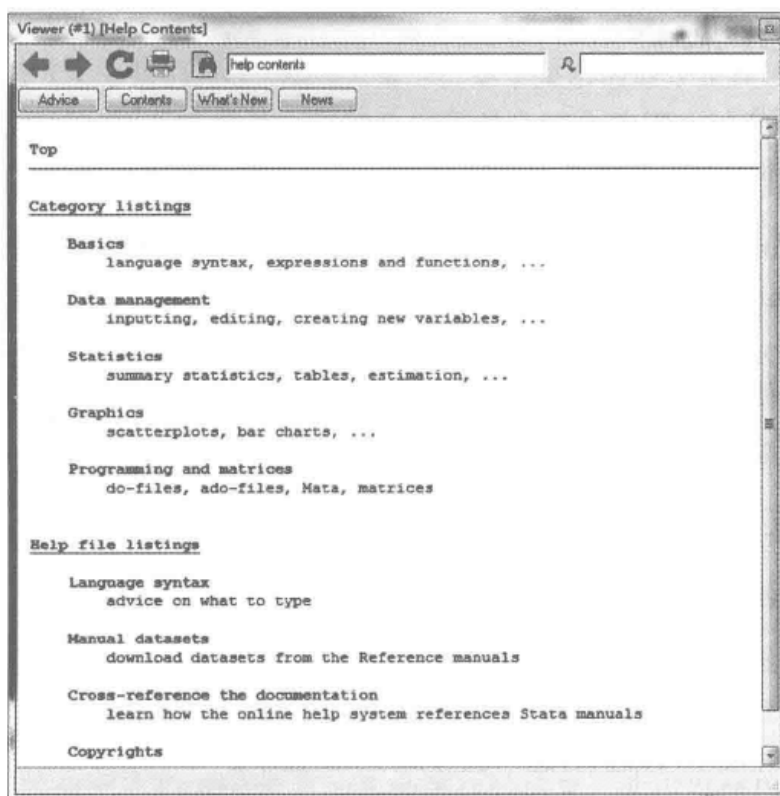 Viewer (#1) [Help Contents]
help contents
Advice Contents What's New News
Top
Category listings
Basics
language syntax, expressions and functions, ...
Data management
inputting, editing, creating new variables, ...
Statistics
summary statistics, tables, estimation, ...
Graphics
scatterplots, bar charts, ...
Programming and matrices
do-files, ado-files, Mata, matrices
Help file listings
Language syntax
advice on what to type
Manual datasets
download datasets from the Reference manuals
Cross-reference the documentation
learn how the online help system references Stata manuals
Copyrights